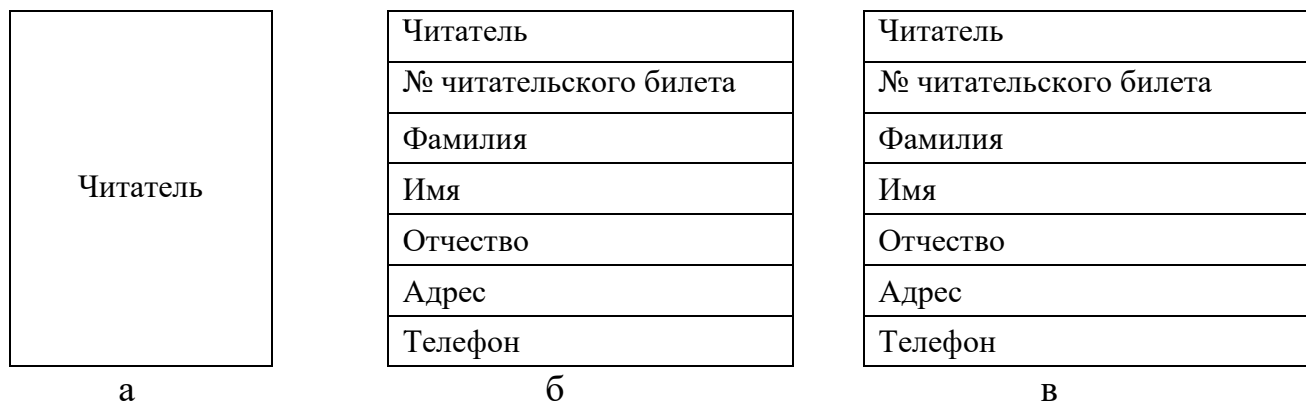 Читатель
Читатель
№ читательского билета
Фамилия
Имя
Отчество
Адрес
Телефон
Читатель
№ читательского билета
Фамилия
Имя
Отчество
Адрес
Телефон
а
б
в